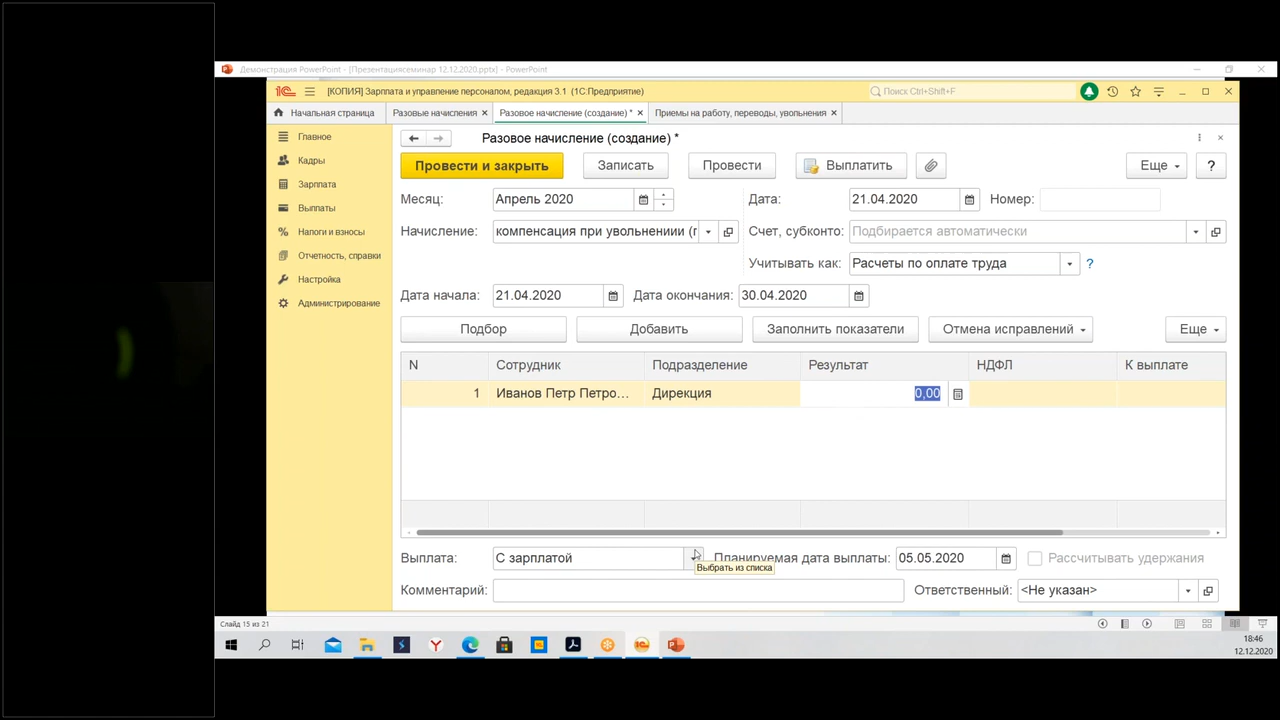 Демонстрация PowerPoint - [Презентациясеминар 12.12.2020.pptx] - PowerPoint
[КОПИЯ] Зарплата и управление персоналом, редакция 3.1 (1С:Предприятие)
Поиск Ctrl+Shift+F
Начальная страница
Разовые начисления ×
Разовое начисление (создание) * ×
Приемы на работу, переводы, увольнения ×
Главное
Кадры
Зарплата
Выплаты
Налоги и взносы
Отчетность, справки
Настройка
Администрирование
Разовое начисление (создание) *
Провести и закрыть
Записать
Провести
Выплатить
Еще
?
Месяц: Апрель 2020
Дата: 21.04.2020
Номер:
Начисление: компенсация при увольнениии (г
Счет, субконто: Подбирается автоматически
Учитывать как: Расчеты по оплате труда ?
Дата начала: 21.04.2020
Дата окончания: 30.04.2020
Подбор
Добавить
Заполнить показатели
Отмена исправлений
Еще
N Сотрудник Подразделение Результат НДФЛ К выплате
1 Иванов Петр Петро... Дирекция 0,00
Выплата: С зарплатой
Планируемая дата выплаты: 05.05.2020
Рассчитывать удержания
Выбрать из списка
Комментарий:
Ответственный: <Не указан>
Слайд 15 из 21
18:46
12.12.2020